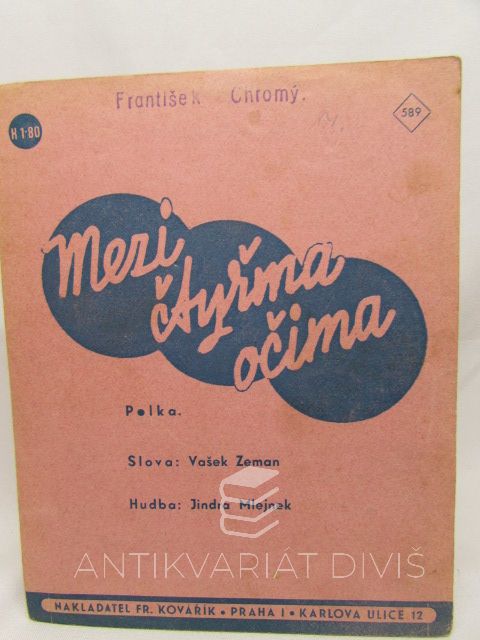 František Chromý.
K 1·80
589
Mezi
čtyřma
očima
Polka.
Slova: Vašek Zeman
Hudba: Jindra Mlejnek
ANTIKVARIÁT DIVIŠ
NAKLADATEL FR. KOVAŘÍK • PRAHA I • KARLOVA ULICE 12